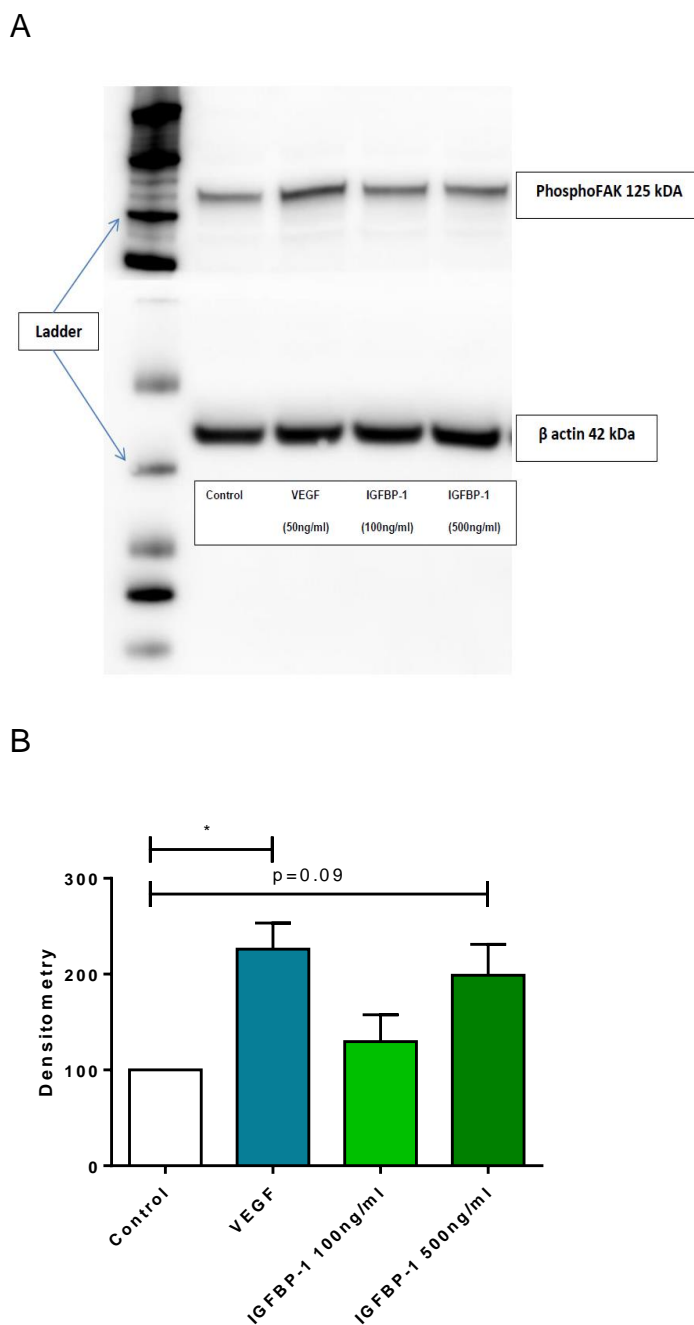 A
PhosphoFAK 125 kDA
Ladder
β actin 42 kDa
Control VEGF IGFBP-1 IGFBP-1
(50ng/ml) (100ng/ml) (500ng/ml)
B
*
p=0.09
300
200
100
0
Densitometry
Control
VEGF
IGFBP-1 100ng/ml
IGFBP-1 500ng/ml